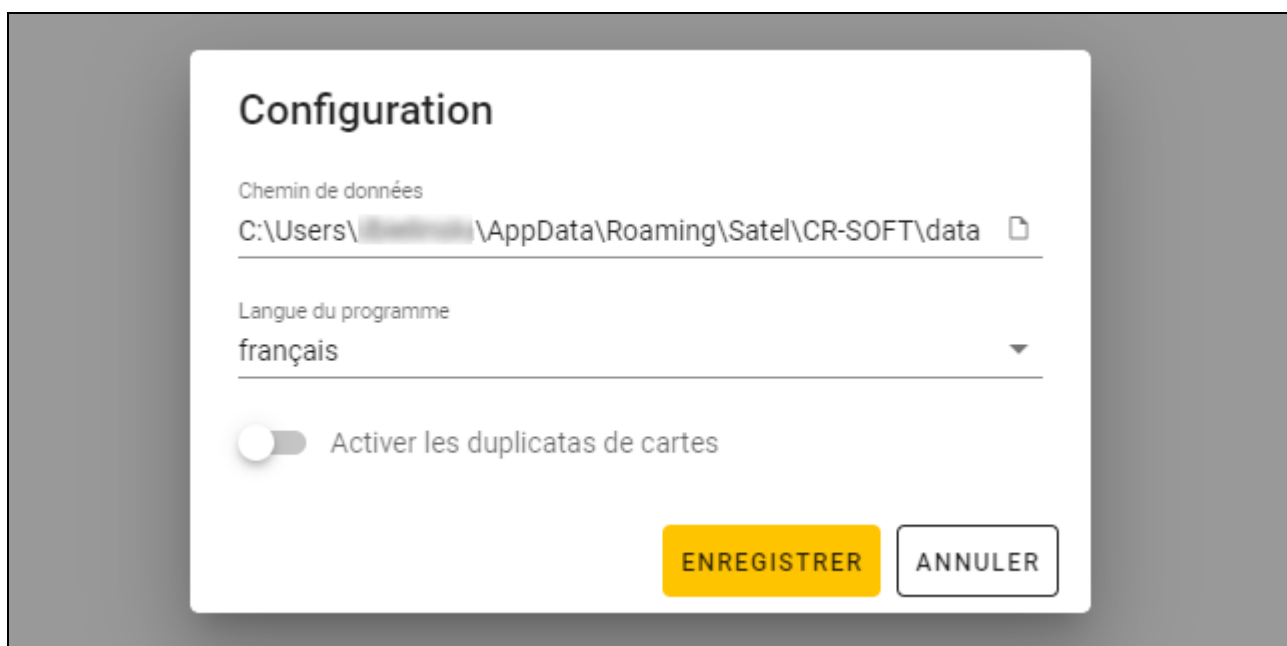 Configuration
Chemin de données
C:\Users\ \AppData\Roaming\Satel\CR-SOFT\data
Langue du programme
français
Activer les duplicatas de cartes
ENREGISTRER
ANNULER